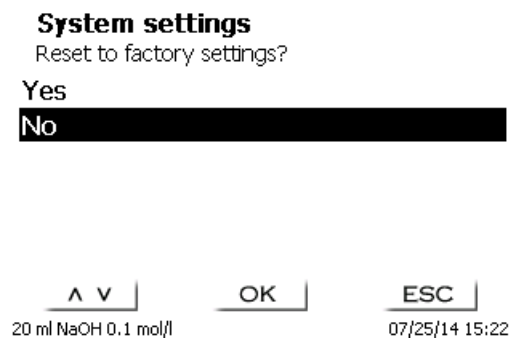 System settings
Reset to factory settings?
Yes
No
∧ ∨ OK ESC
20 ml NaOH 0.1 mol/l 07/25/14 15:22